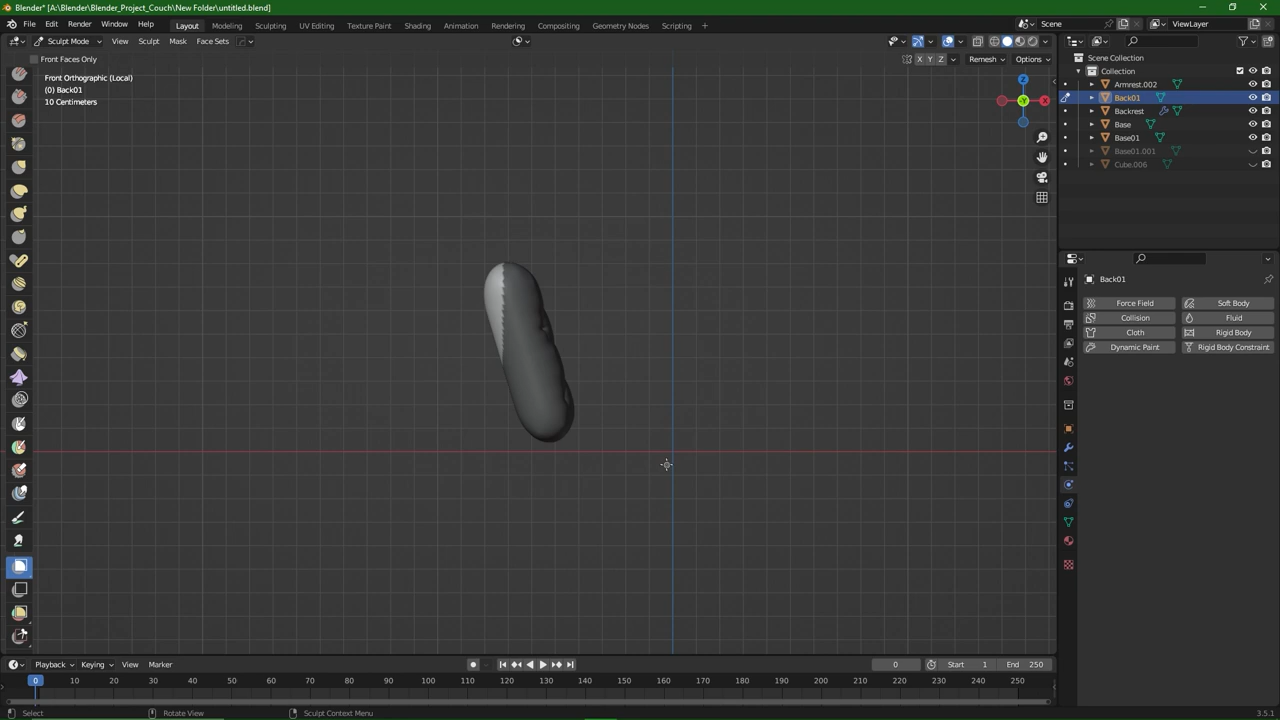 Blender* [A:\Blender_Project_Couch\New Folder\untitled.blend]
File Edit Render Window Help Layout Modeling Sculpting UV Editing Texture Paint Shading Animation Rendering Compositing Geometry Nodes Scripting + Scene ViewLayer
Sculpt Mode View Sculpt Mask Face Sets
Front Faces Only X Y Z Remesh Options
Scene Collection
Collection
Armrest.002
Back01
Backrest
Base
Base01
Base01.001
Cube.006
Front Orthographic (Local)
(0) Back01
10 Centimeters
Z
-Y
X
Back01
Force Field Soft Body
Collision Fluid
Cloth Rigid Body
Dynamic Paint Rigid Body Constraint
Playback Keying View Marker 0 Start 1 End 250
0 10 20 30 40 50 60 70 80 90 100 110 120 130 140 150 160 170 180 190 200 210 220 230 240 250
Select Rotate View Sculpt Context Menu 3.5.1